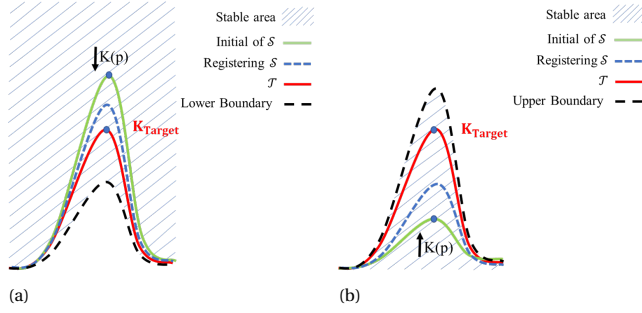 Stable area
Initial of 𝒮
Registering 𝒮
𝒯
Lower Boundary
K(p)
K_Target
(a)
Stable area
Initial of 𝒮
Registering 𝒮
𝒯
Upper Boundary
K_Target
K(p)
(b)